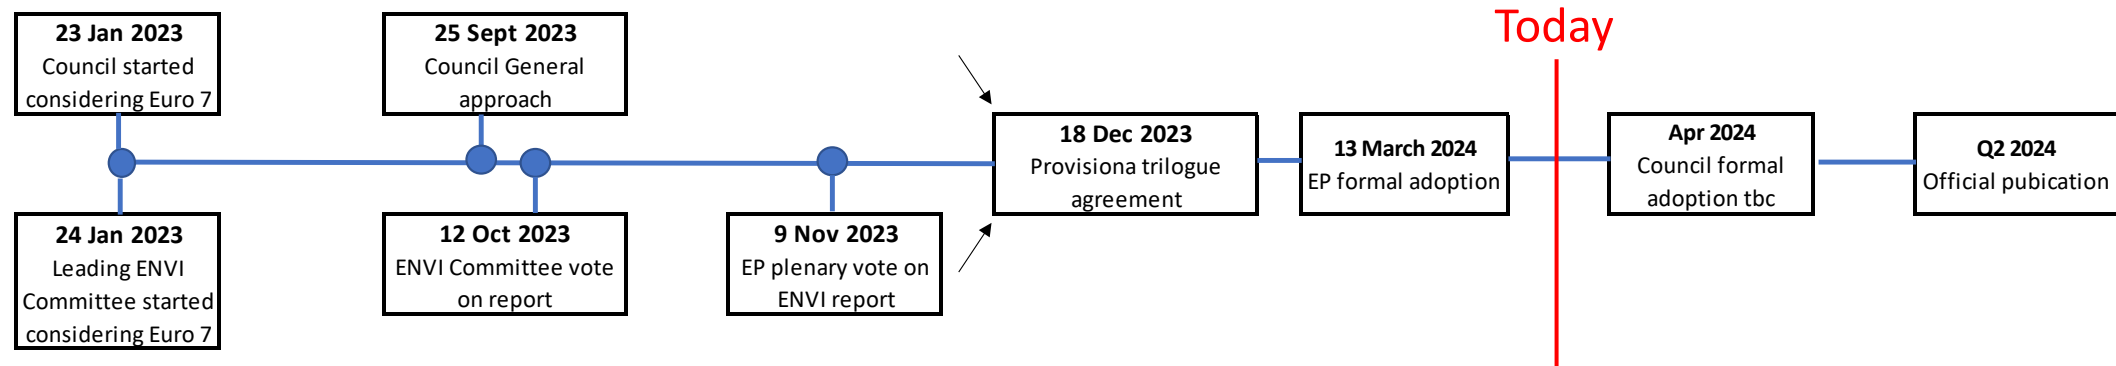 23 Jan 2023
Council started
considering Euro 7
24 Jan 2023
Leading ENVI
Committee started
considering Euro 7
25 Sept 2023
Council General
approach
12 Oct 2023
ENVI Committee vote
on report
9 Nov 2023
EP plenary vote on
ENVI report
18 Dec 2023
Provisiona trilogue
agreement
13 March 2024
EP formal adoption
Today
Apr 2024
Council formal
adoption tbc
Q2 2024
Official pubication